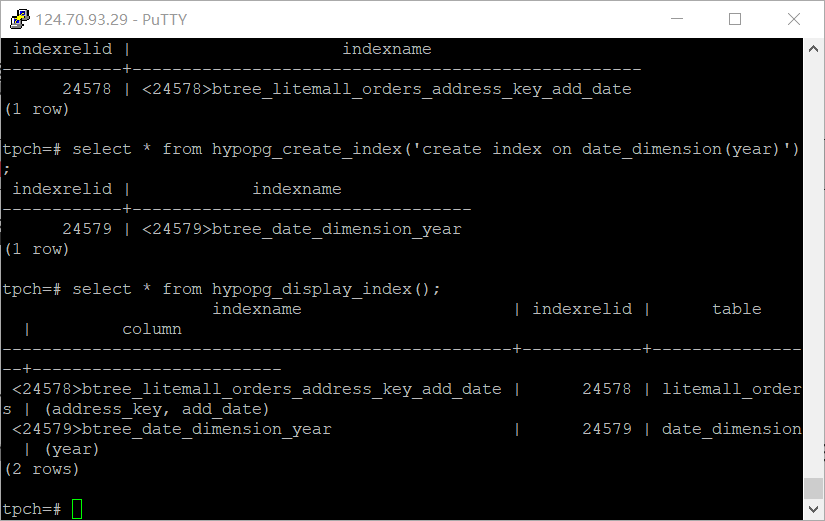 124.70.93.29 - PuTTY
 indexrelid |                     indexname
------------+---------------------------------------------------
      24578 | <24578>btree_litemall_orders_address_key_add_date
(1 row)
tpch=# select * from hypopg_create_index('create index on date_dimension(year)')
;
 indexrelid |            indexname
------------+----------------------------------
      24579 | <24579>btree_date_dimension_year
(1 row)
tpch=# select * from hypopg_display_index();
                     indexname                     | indexrelid |      table
  |         column
---------------------------------------------------+------------+---------------
--+-------------------------
 <24578>btree_litemall_orders_address_key_add_date |      24578 | litemall_order
s | (address_key, add_date)
 <24579>btree_date_dimension_year                  |      24579 | date_dimension
  | (year)
(2 rows)
tpch=#